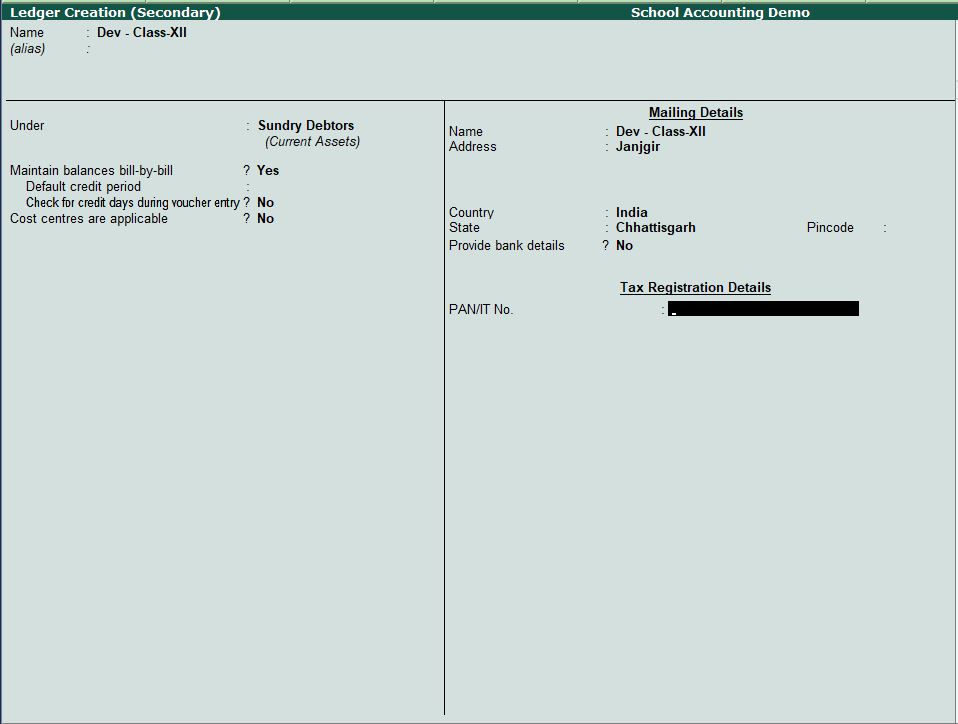 Ledger Creation (Secondary) School Accounting Demo
Name : Dev - Class-XII
(alias) :
Under : Sundry Debtors
(Current Assets)
Maintain balances bill-by-bill ? Yes
Default credit period :
Check for credit days during voucher entry ? No
Cost centres are applicable ? No
Mailing Details
Name : Dev - Class-XII
Address : Janjgir
Country : India
State : Chhattisgarh Pincode :
Provide bank details ? No
Tax Registration Details
PAN/IT No. :